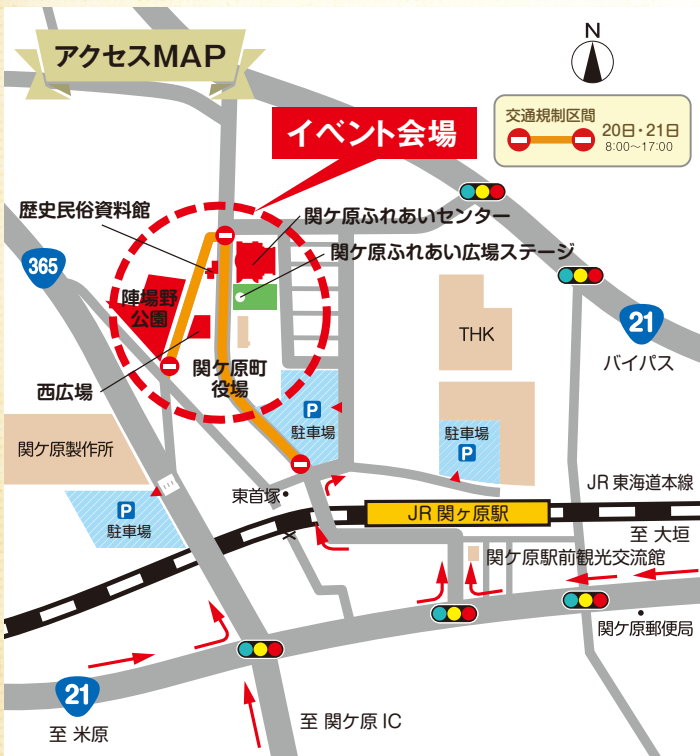 アクセスMAP
N
交通規制区間
20日・21日
8:00～17:00
イベント会場
歴史民俗資料館
関ケ原ふれあいセンター
関ケ原ふれあい広場ステージ
365
陣場野
公園
21
バイパス
THK
西広場
関ケ原町
役場
P
駐車場
駐車場
P
関ケ原製作所
P
駐車場
東首塚
JR 東海道本線
JR 関ヶ原駅
至 大垣
関ケ原駅前観光交流館
関ケ原郵便局
21
至 米原
至 関ケ原 IC